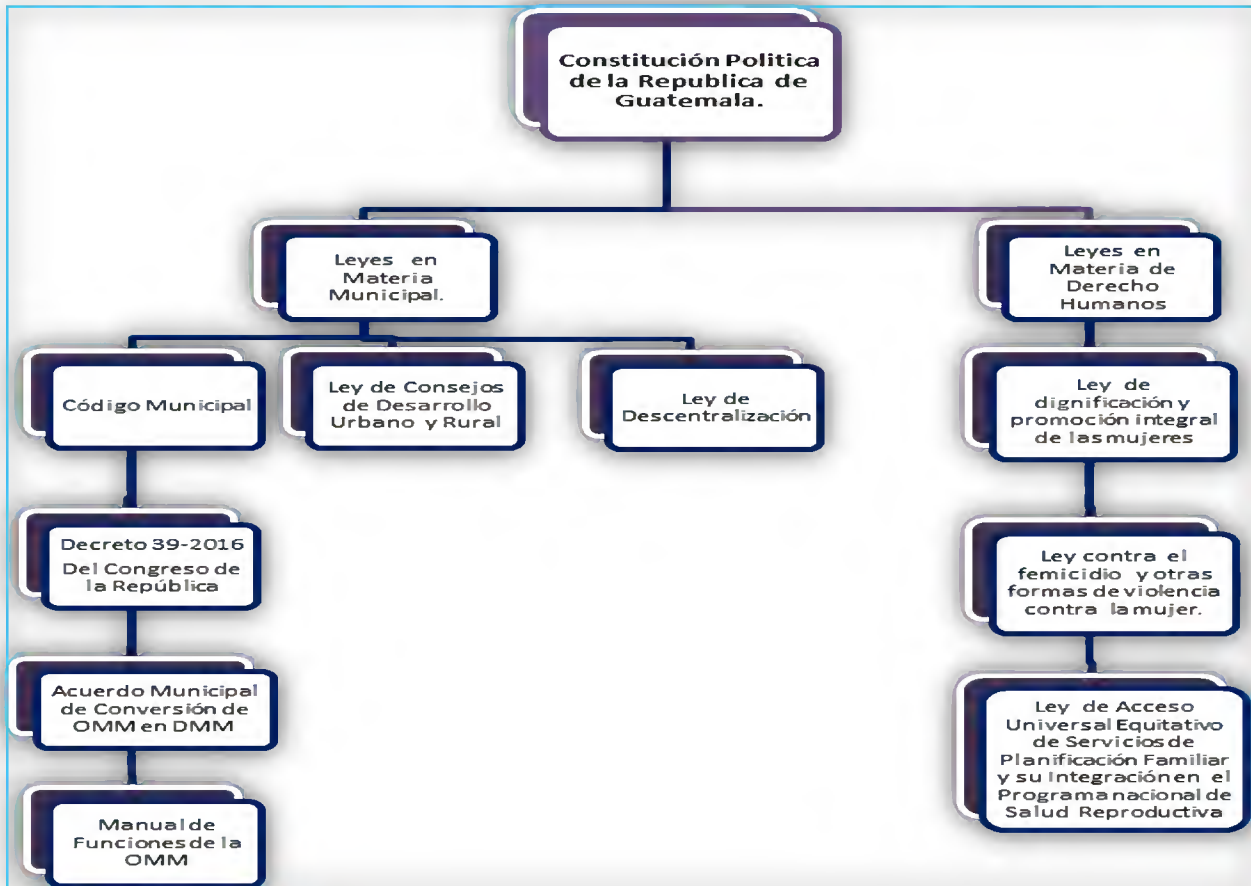 Constitución Politica
de la Republica de
Guatemala.
Leyes en
Materia
Municipal.
Leyes en
Materia de
Derecho
Humanos
Código Municipal
Ley de Consejos
de Desarrollo
Urbano y Rural
Ley de
Descentralización
Ley de
dignificación y
promoción integral
de las mujeres
Decreto 39-2016
Del Congreso de
la República
Ley contra el
femicidio y otras
formas de violencia
contra la mujer.
Acuerdo Municipal
de Conversión de
OMM en DMM
Ley de Acceso
Universal Equitativo
de Servicios de
Planificación Familiar
y su Integración en el
Programa nacional de
Salud Reproductiva
Manual de
Funciones de la
OMM